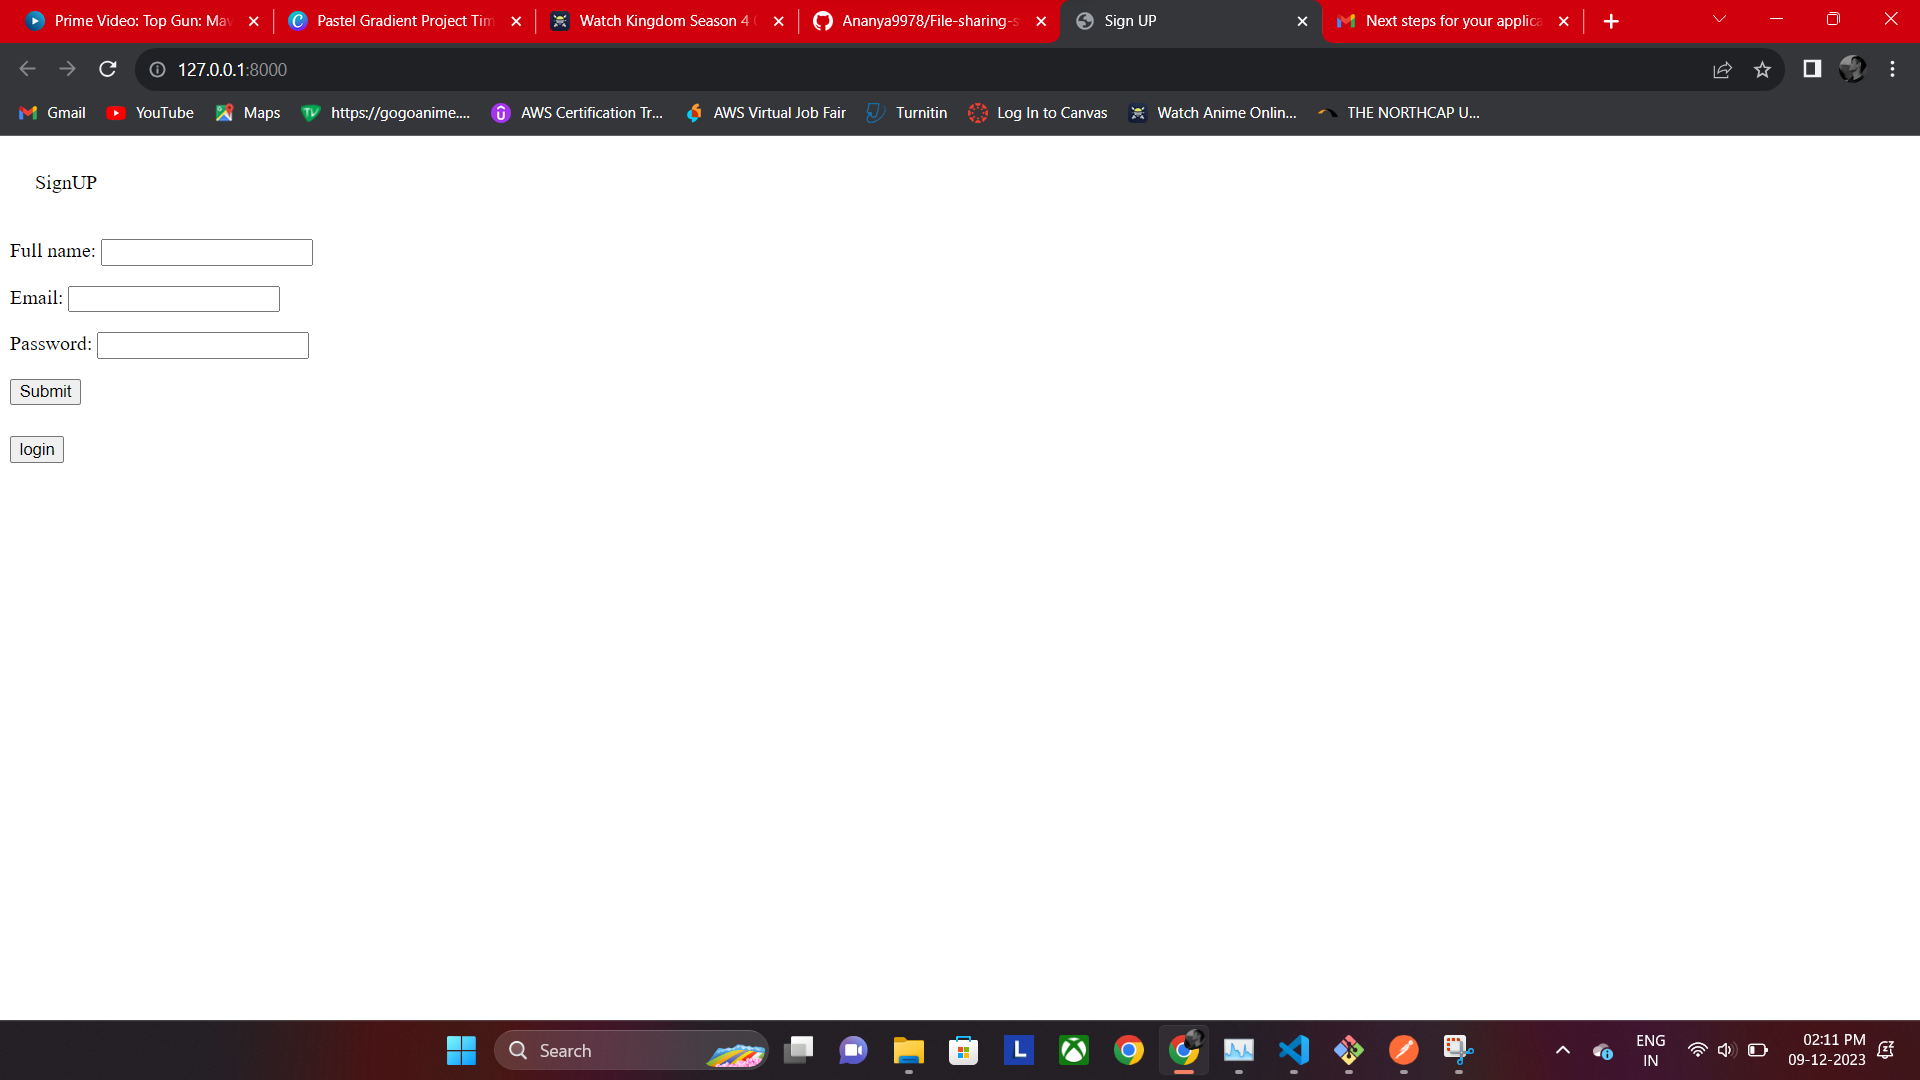 Prime Video: Top Gun: Mav
Pastel Gradient Project Tim
Watch Kingdom Season 4
Ananya9978/File-sharing-s
Sign UP
Next steps for your applica
127.0.0.1:8000
Gmail
YouTube
Maps
https://gogoanime....
AWS Certification Tr...
AWS Virtual Job Fair
Turnitin
Log In to Canvas
Watch Anime Onlin...
THE NORTHCAP U...
SignUP
Full name:
Email:
Password:
Submit
login
Search
L
ENG
IN
02:11 PM
09-12-2023